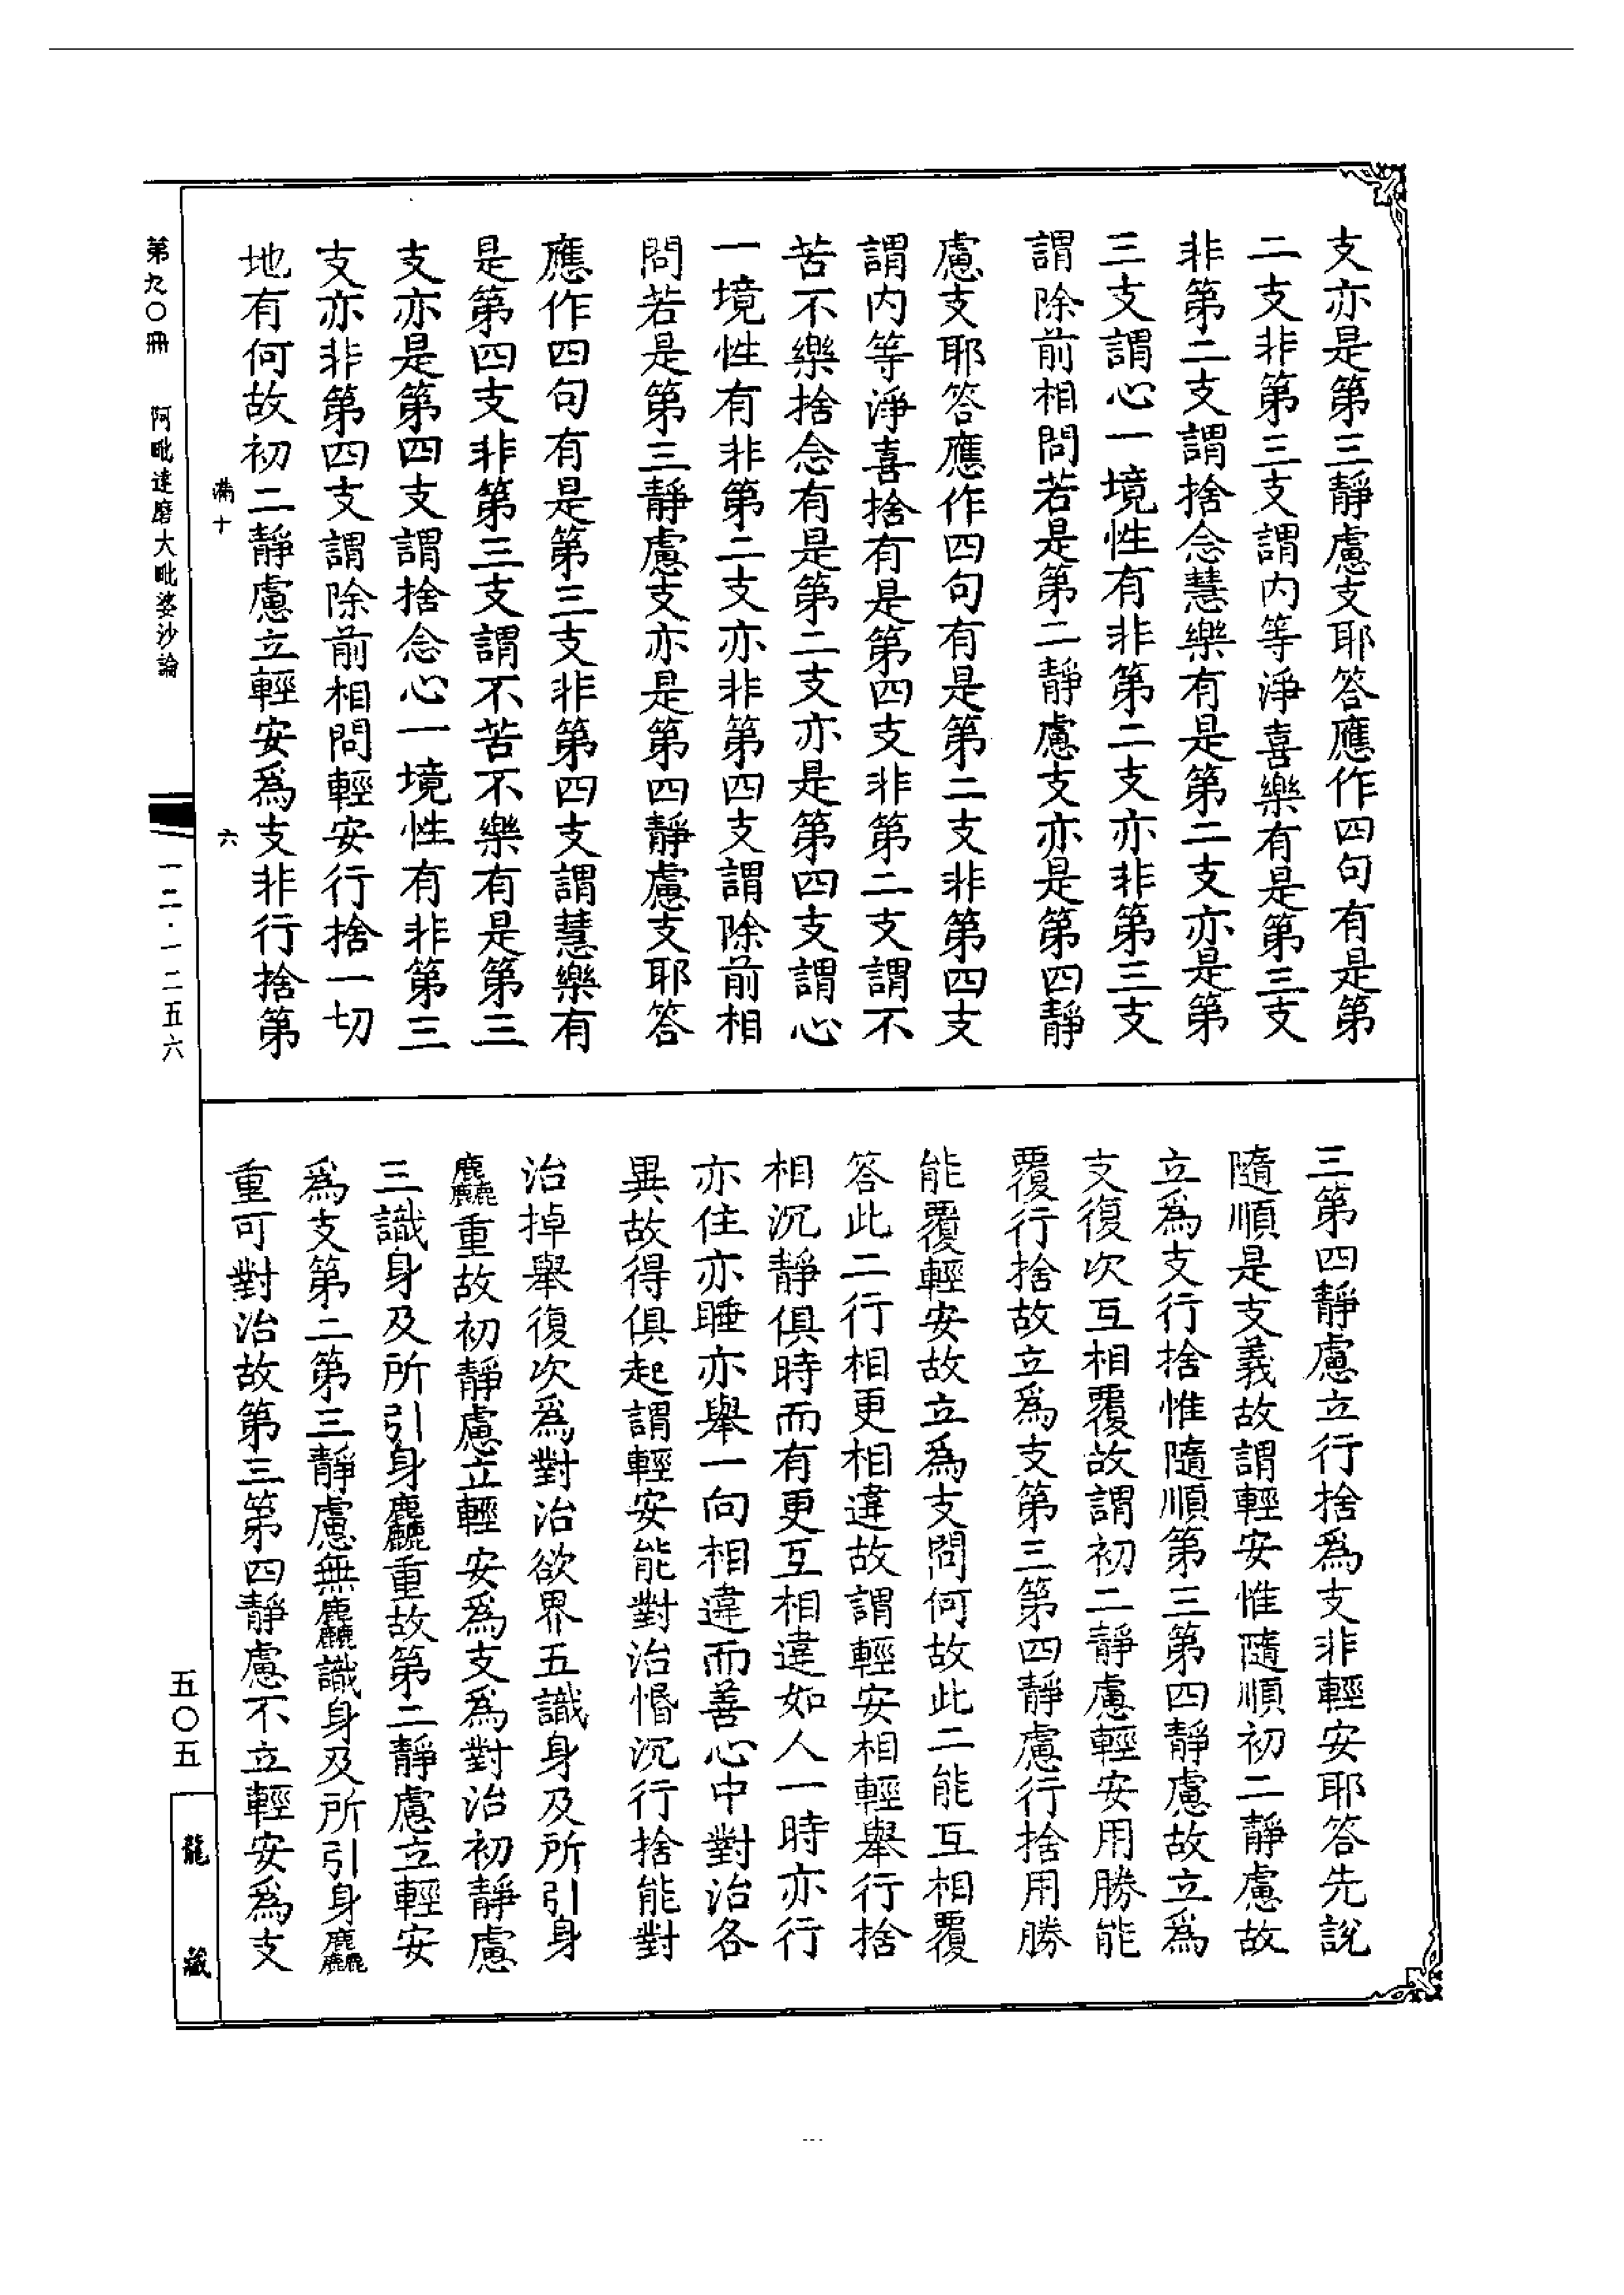 支亦是第三靜慮支耶答應作四句有是第
二支非第三支謂内等淨喜樂有是第三支
非第二支謂捨念慧樂有是第二支亦是第
三支謂心一境性有非第二支亦非第三支
謂除前相問若是第二靜慮支亦是第四靜
慮支耶答應作四句有是第二支非第四支
謂内等淨喜捨有是第四支非第二支謂不
苦不樂捨念有是第二支亦是第四支謂心
一境性有非第二支亦非第四支謂除前相
問若是第三靜慮支亦是第四靜慮支耶答
應作四句有是第三支非第四支謂慧樂有
是第四支非第三支謂不苦不樂有是第三
支亦是第四支謂捨念心一境性有非第三
支亦非第四支謂除前相問輕安行捨一切
地有何故初二靜慮立輕安爲支非行捨第
滿十 六
三第四靜慮立行捨爲支非輕安耶答先説
隨順是支義故謂輕安惟隨順初二靜慮故
立爲支行捨惟隨順第三第四靜慮故立爲
支復次互相覆故謂初二靜慮輕安用勝能
覆行捨故立爲支第三第四靜慮行捨用勝
能覆輕安故立爲支問何故此二能互相覆
答此二行相更相違故謂輕安相輕舉行捨
相沉靜俱時而有更互相違如人一時亦行
亦住亦睡亦舉一向相違而善心中對治各
異故得俱起謂輕安能對治惛沉行捨能對
治掉舉復次爲對治欲界五識身及所引身
麤重故初靜慮立輕安爲支爲對治初靜慮
三識身及所引身麤重故第二靜慮立輕安
爲支第二第三靜慮無麤識身及所引身麤
重可對治故第三第四靜慮不立輕安爲支
第九〇冊 阿毗達磨大毗婆沙論 一二·一二五六 五〇五
龍藏